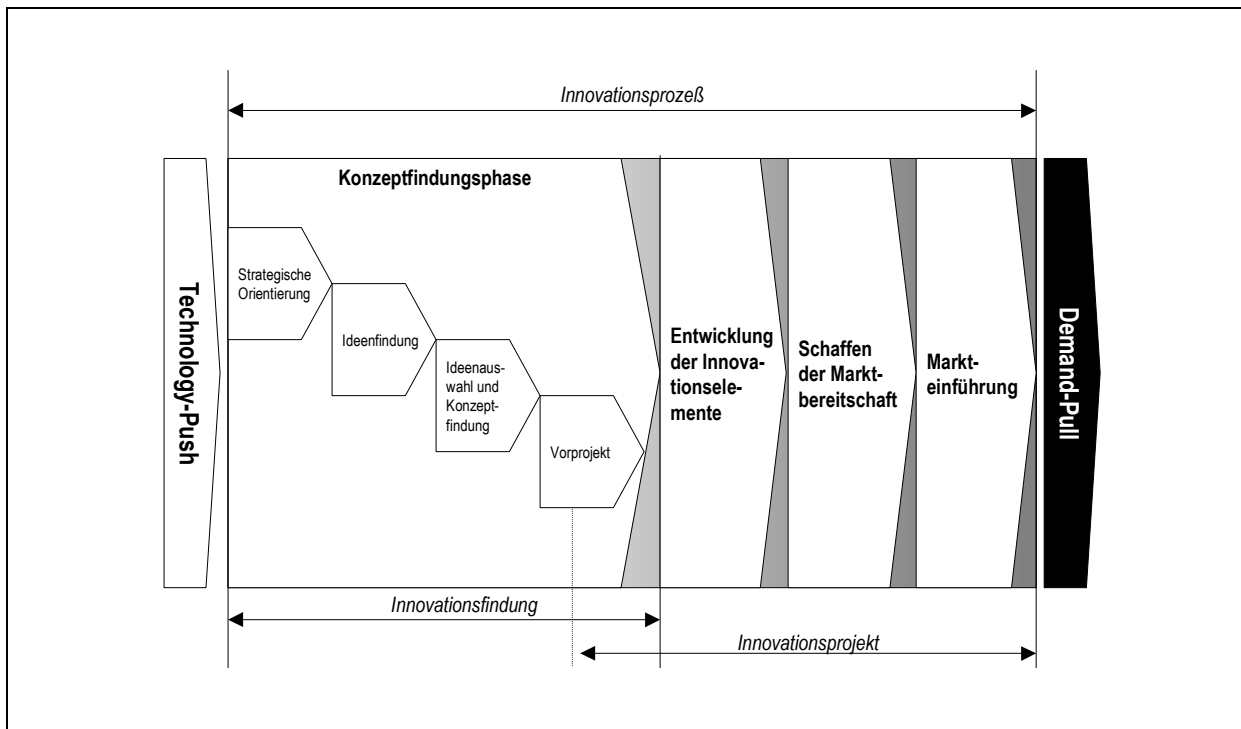 Innovationsprozeß
Technology-Push
Konzeptfindungsphase
Strategische
Orientierung
Ideenfindung
Ideenaus-
wahl und
Konzept-
findung
Vorprojekt
Entwicklung
der Innova-
tionsele-
mente
Schaffen
der Markt-
bereitschaft
Markt-
einführung
Demand-Pull
Innovationsfindung
Innovationsprojekt